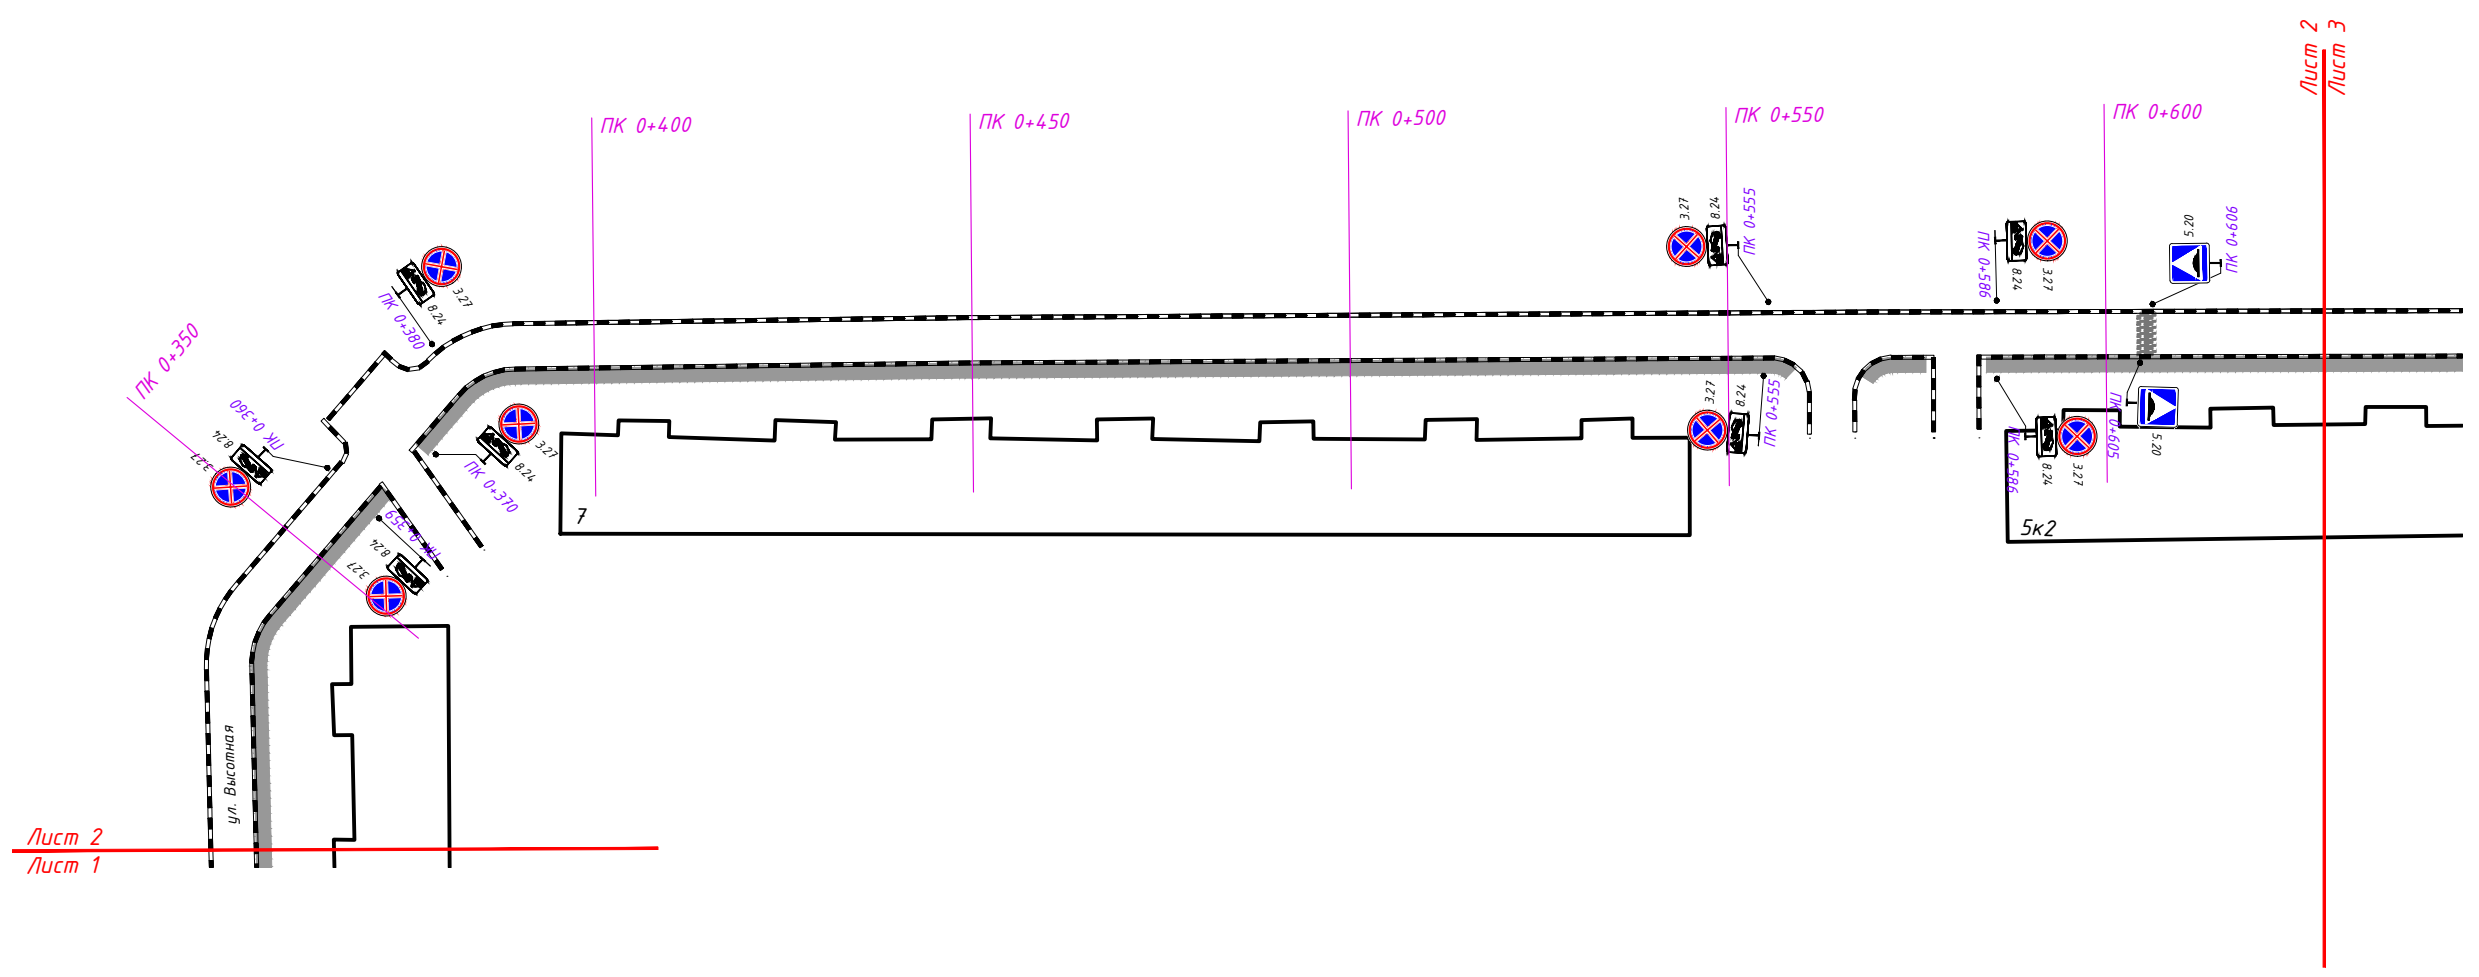 Лист 2
Лист 3
ПК 0+400
ПК 0+450
ПК 0+500
ПК 0+550
ПК 0+600
3.27
8.24
ПК 0+555
ПК 0+586
8.24
3.27
5.20
ПК 0+606
3.27
8.24
ПК 0+380
ПК 0+350
ПК 0+360
8.24
3.27
3.27
8.24
ПК 0+370
ПК 0+359
8.24
3.27
3.27
8.24
ПК 0+555
ПК 0+586
8.24
3.27
ПК 0+605
5.20
7
5к2
ул. Высотная
Лист 2
Лист 1